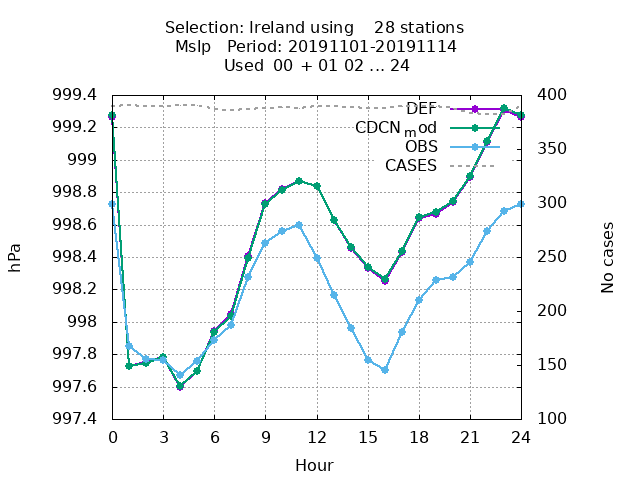 Selection: Ireland using 28 stations
Mslp Period: 20191101-20191114
Used 00 + 01 02 ... 24
999.4
999.2
999
998.8
998.6
998.4
998.2
998
997.8
997.6
997.4
hPa
DEF
CDCN_mod
OBS
CASES
400
350
300
250
200
150
100
No cases
0 3 6 9 12 15 18 21 24
Hour